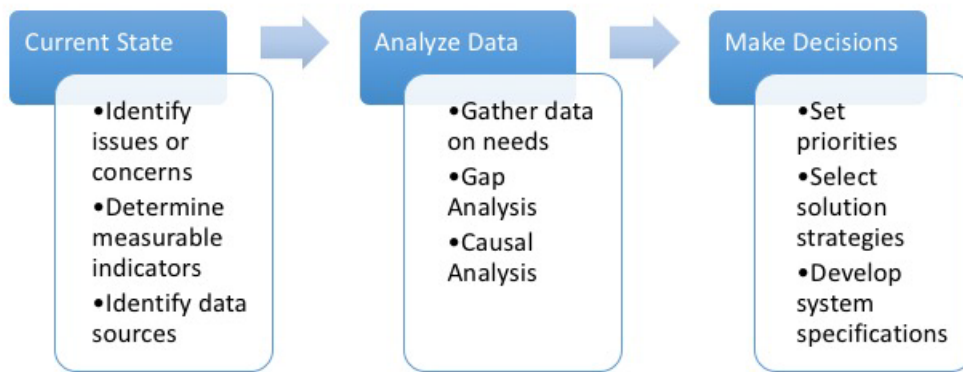 Current State
•Identify
issues or
concerns
•Determine
measurable
indicators
•Identify data
sources
Analyze Data
•Gather data
on needs
•Gap
Analysis
•Causal
Analysis
Make Decisions
•Set
priorities
•Select
solution
strategies
•Develop
system
specifications